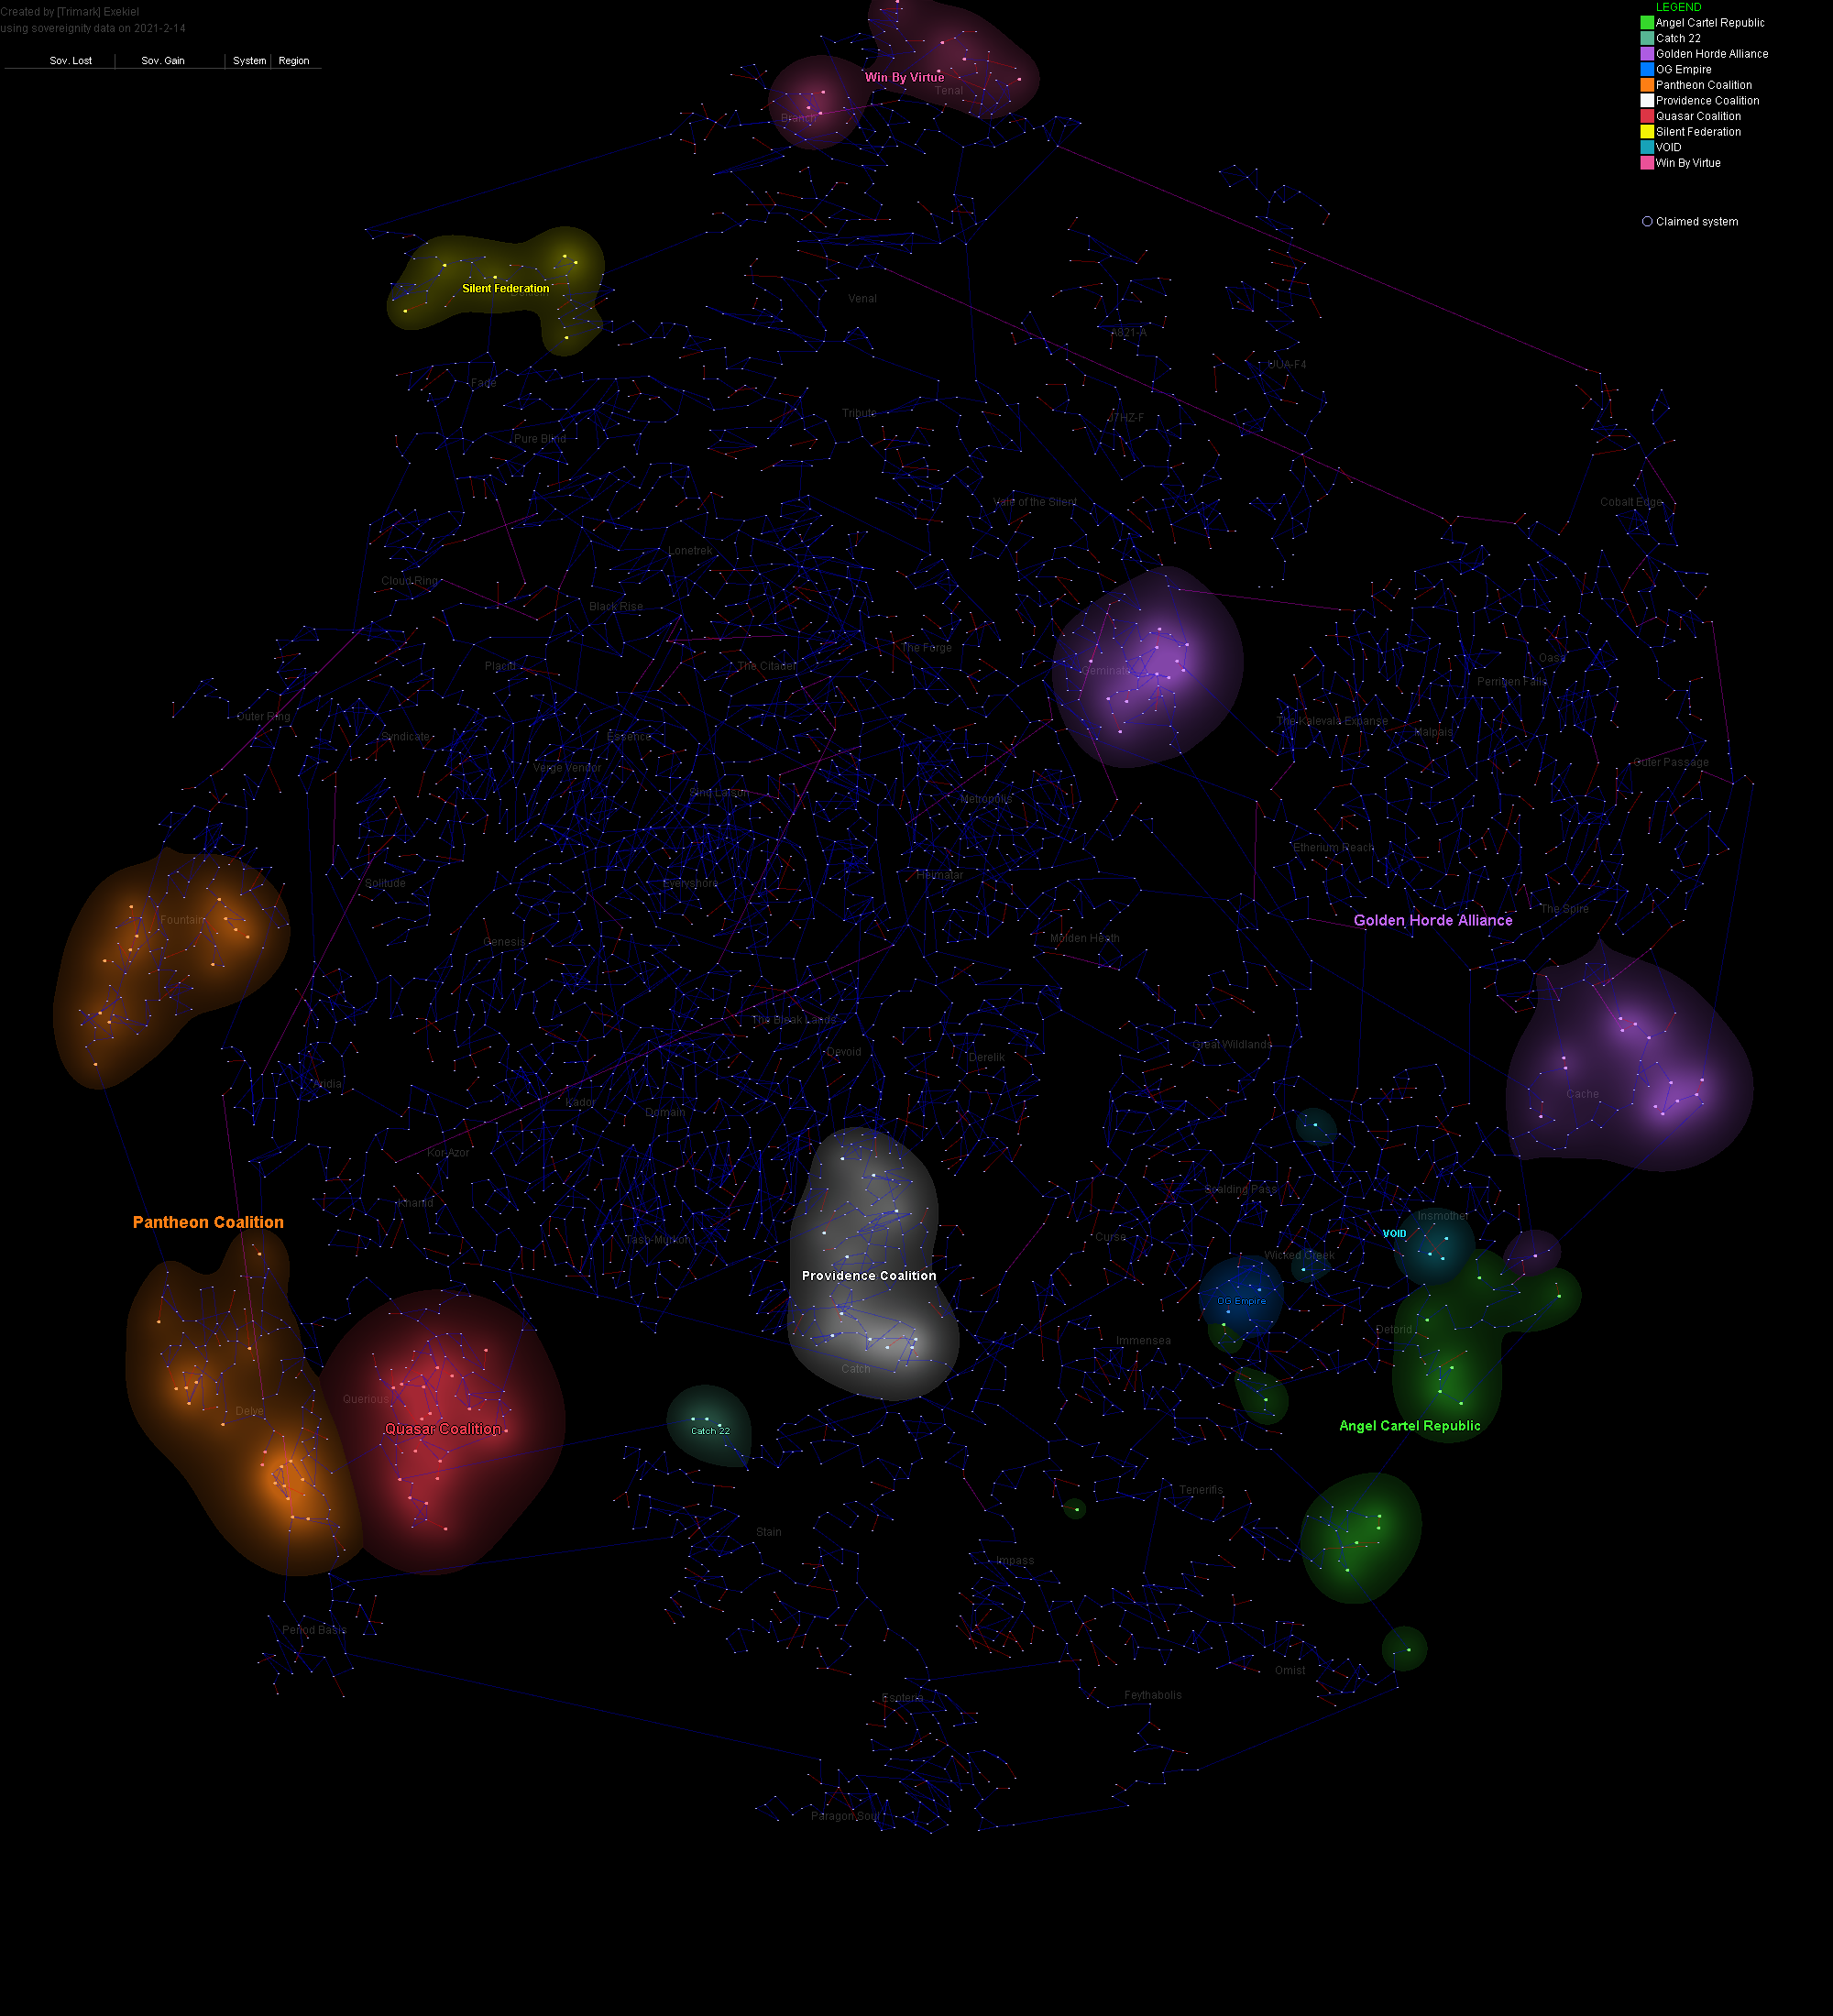 Created by [Trimark] Exekiel
using sovereignity data on 2021-2-14
Sov. Lost Sov. Gain System Region
LEGEND
Angel Cartel Republic
Catch 22
Golden Horde Alliance
OG Empire
Pantheon Coalition
Providence Coalition
Quasar Coalition
Silent Federation
VOID
Win By Virtue
Claimed system
Win By Virtue
Tenal
Branch
Silent Federation
Venal
A821-A
UUA-F4
Fade
Tribute
J7HZ-F
Pure Blind
Vale of the Silent
Cobalt Edge
Lonetrek
Cloud Ring
Black Rise
The Forge
Oasa
Placid
The Citadel
Geminate
Perrigen Falls
Outer Ring
The Kalevala Expanse
Malpais
Syndicate
Essence
Outer Passage
Verge Vendor
Sinq Laison
Metropolis
Etherium Reach
Solitude
Everyshore
Heimatar
The Spire
Fountain
Golden Horde Alliance
Genesis
Molden Heath
The Bleak Lands
Great Wildlands
Devoid
Derelik
Aridia
Cache
Kador
Domain
Kor-Azor
Scalding Pass
Khanid
Insmother
Pantheon Coalition
VOID
Tash-Murkon
Curse
Wicked Creek
Providence Coalition
OG Empire
Detorid
Immensea
Catch
Querious
Delve
Angel Cartel Republic
Quasar Coalition
Catch 22
Tenerifis
Stain
Impass
Period Basis
Omist
Esoteria
Feythabolis
Paragon Soul